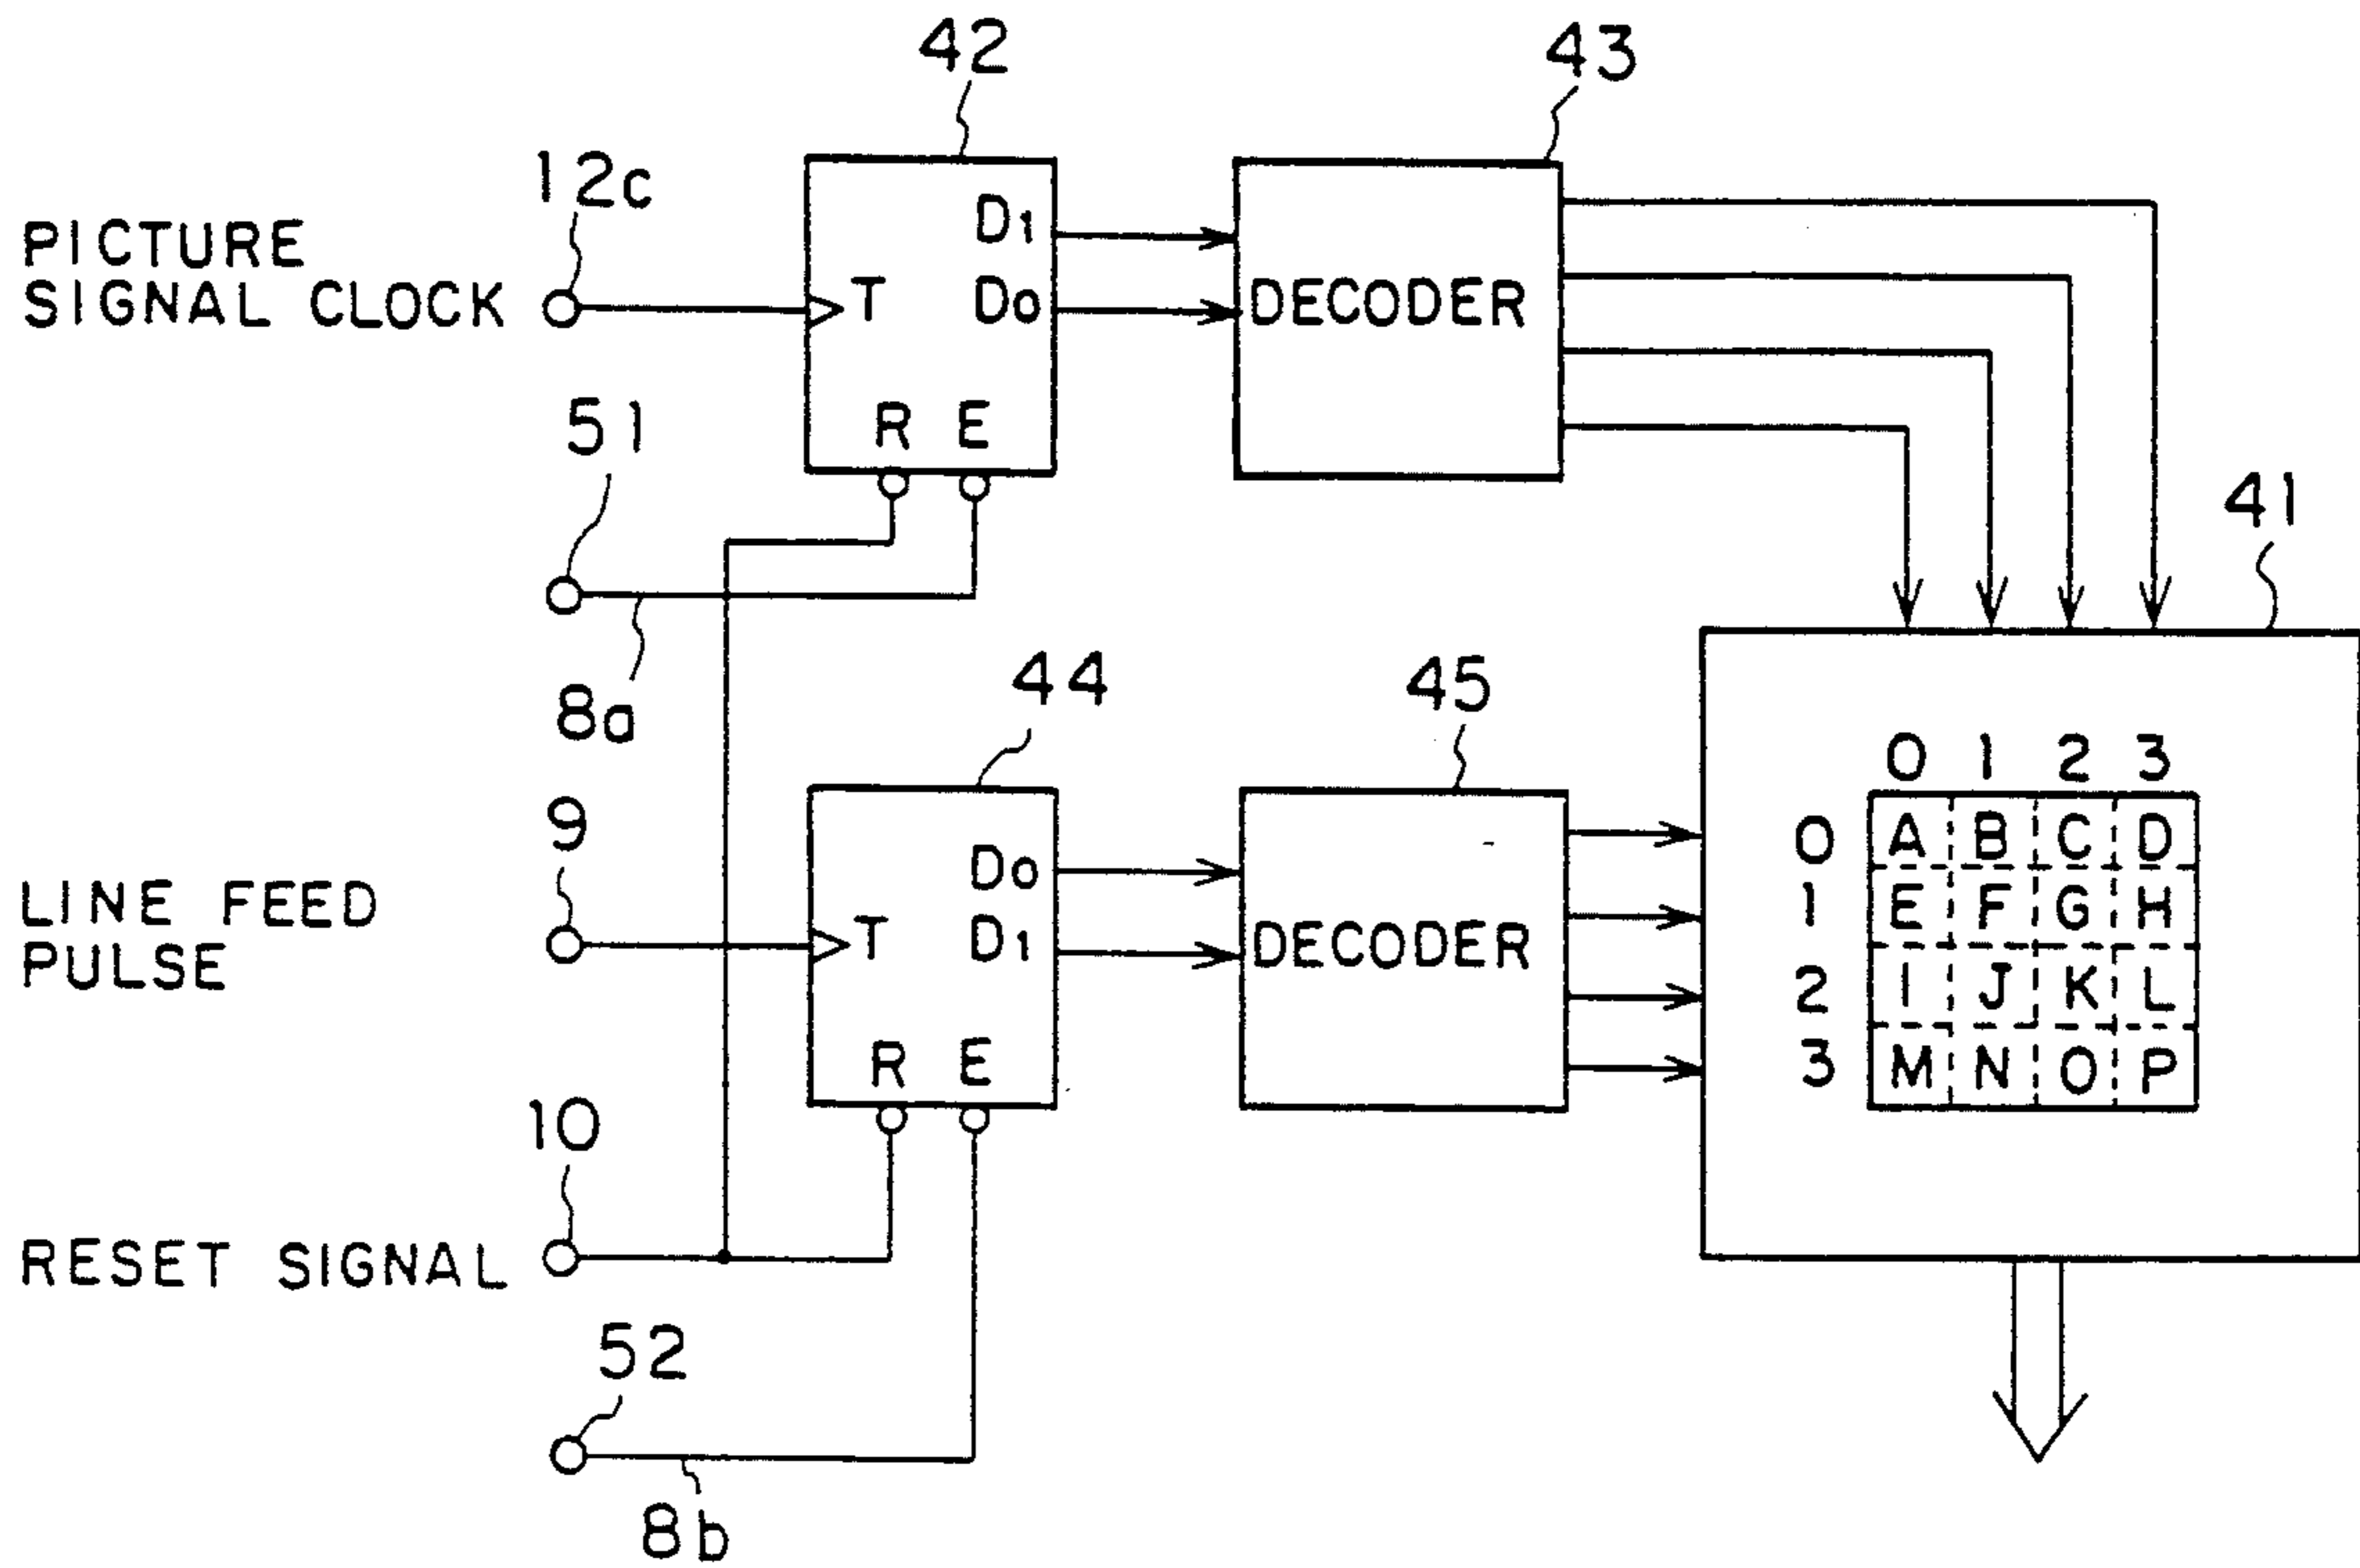 42
43
12c
PICTURE
SIGNAL CLOCK
T
D1
D0
R E
DECODER
51
8a
41
44
45
9
LINE FEED
PULSE
T
D0
D1
R E
DECODER
0 1 2 3
0 A B C D
1 E F G H
2 I J K L
3 M N O P
10
RESET SIGNAL
52
8b